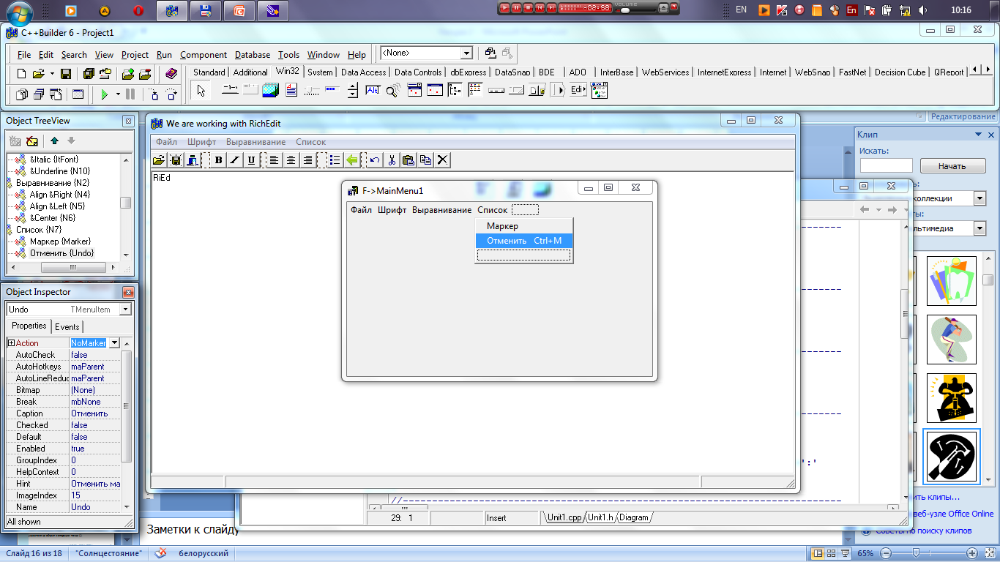 -02:58
VOLUME
EN
En
10:16
C++Builder 6 - Project1
File Edit Search View Project Run Component Database Tools Window Help
<None>
Standard Additional Win32 System Data Access Data Controls dbExpress DataSnap BDE ADO InterBase WebServices InternetExpress Internet WebSnap FastNet Decision Cube QReport
Object TreeView
&Italic {ItFont}
&Underline {N10}
Выравнивание {N2}
Align &Right {N4}
Align &Left {N5}
&Center {N6}
Список {N7}
Маркер {Marker}
Отменить {Undo}
Object Inspector
Undo TMenuItem
Properties Events
Action NoMarker
AutoCheck false
AutoHotkeys maParent
AutoLineReduc maParent
Bitmap (None)
Break mbNone
Caption Отменить
Checked false
Default false
Enabled true
GroupIndex 0
HelpContext 0
Hint Отменить ма
ImageIndex 15
Name Undo
All shown
We are working with RichEdit
Файл Шрифт Выравнивание Список
B I U
RiEd
F->MainMenu1
Файл Шрифт Выравнивание Список
Маркер
Отменить Ctrl+M
':'
//
29: 1
Insert
Unit1.cpp Unit1.h Diagram
Редактирование
Клип
Искать:
Начать
коллекции
льтимедиа
ить клипы...
веб-узле Office Online
Советы по поиску клипов
Заметки к слайду
Слайд 16 из 18
"Солнцестояние"
белорусский
65%